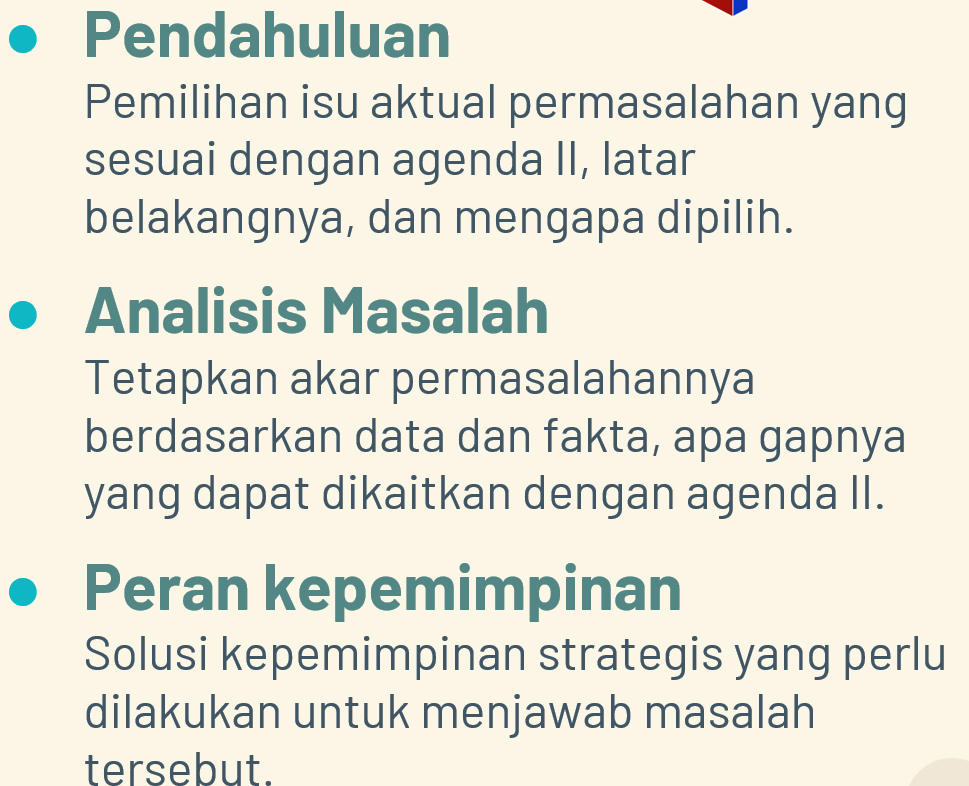 Pendahuluan
Pemilihan isu aktual permasalahan yang
sesuai dengan agenda II, latar
belakangnya, dan mengapa dipilih.
Analisis Masalah
Tetapkan akar permasalahannya
berdasarkan data dan fakta, apa gapnya
yang dapat dikaitkan dengan agenda II.
Peran kepemimpinan
Solusi kepemimpinan strategis yang perlu
dilakukan untuk menjawab masalah
tersebut.